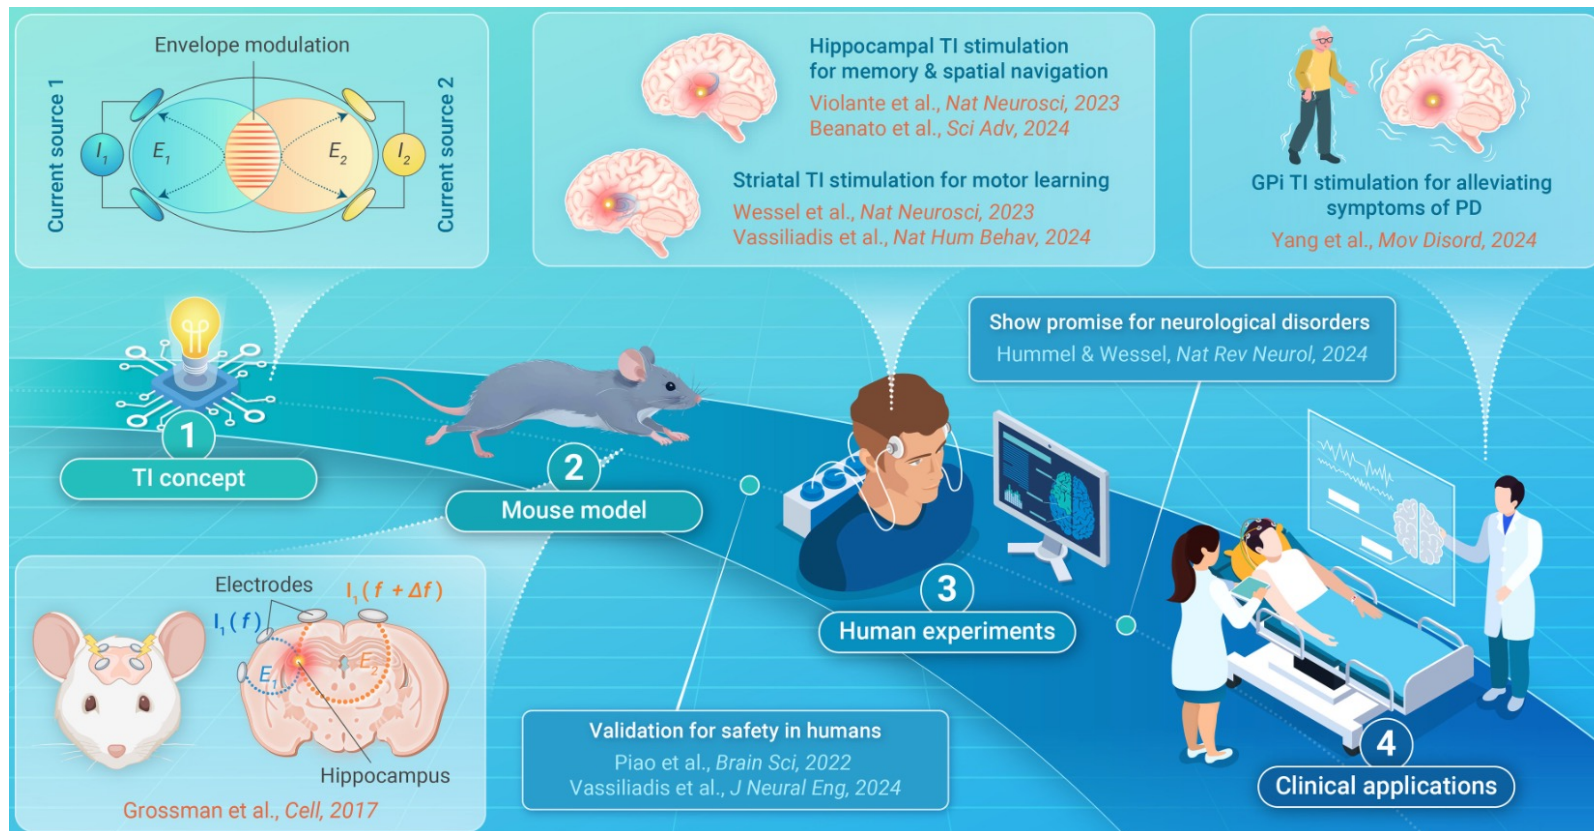 Envelope modulation
Current source 1
I1
E1
E2
I2
Current source 2
Hippocampal TI stimulation
for memory & spatial navigation
Violante et al., Nat Neurosci, 2023
Beanato et al., Sci Adv, 2024
Striatal TI stimulation for motor learning
Wessel et al., Nat Neurosci, 2023
Vassiliadis et al., Nat Hum Behav, 2024
GPi TI stimulation for alleviating
symptoms of PD
Yang et al., Mov Disord, 2024
1
TI concept
2
Mouse model
Show promise for neurological disorders
Hummel & Wessel, Nat Rev Neurol, 2024
3
Human experiments
Electrodes
I1 (f + Δf)
I1 (f)
E1
E2
Hippocampus
Grossman et al., Cell, 2017
Validation for safety in humans
Piao et al., Brain Sci, 2022
Vassiliadis et al., J Neural Eng, 2024
4
Clinical applications